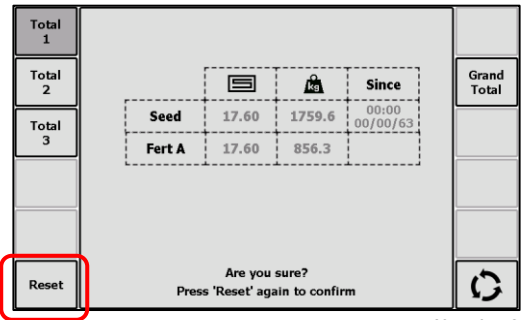 Total
1
Total
2
Total
3
Reset
kg
Since
Seed
17.60
1759.6
00:00
00/00/63
Fert A
17.60
856.3
Are you sure?
Press 'Reset' again to confirm
Grand
Total